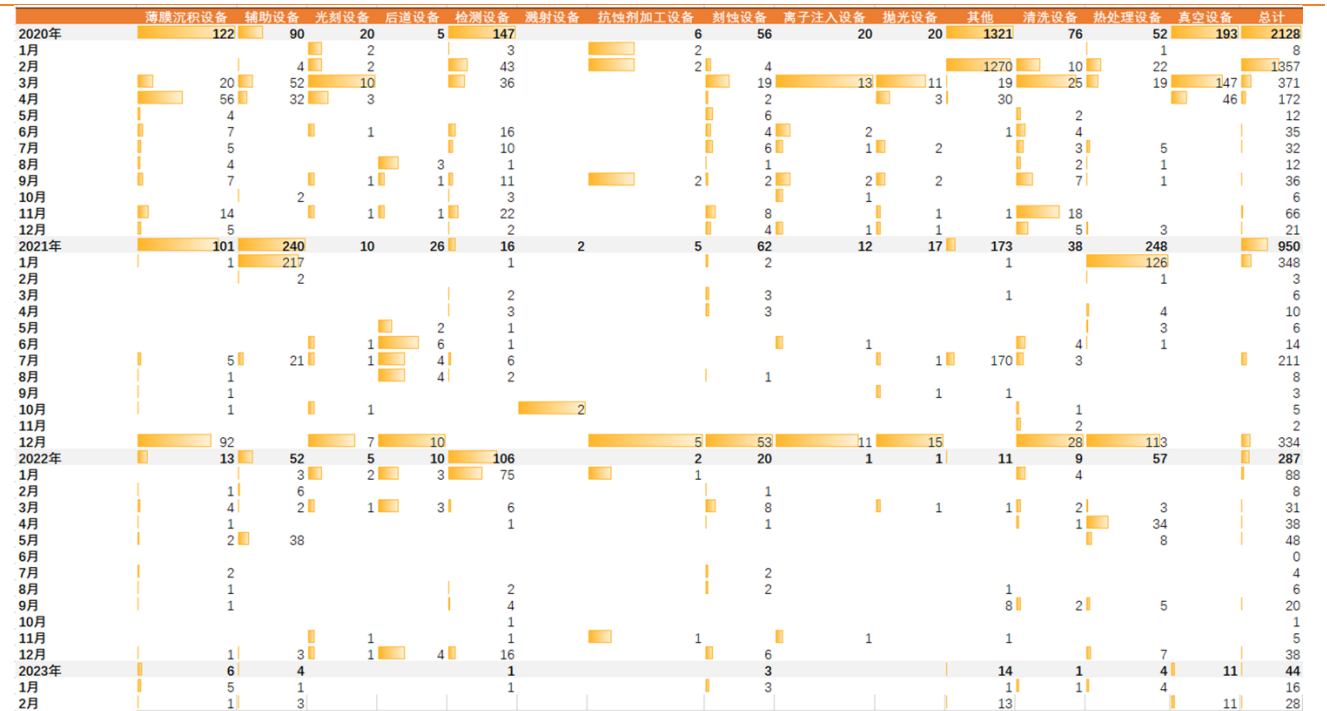 薄膜沉积设备 辅助设备 光刻设备 后道设备 检测设备 溅射设备 抗蚀剂加工设备 刻蚀设备 离子注入设备 抛光设备 其他 清洗设备 热处理设备 真空设备 总计
2020年 122 90 20 5 147 6 56 20 20 1321 76 52 193 2128
1月 2 3 2 1 8
2月 4 2 43 2 4 1270 10 22 1357
3月 20 52 10 36 19 13 11 19 25 19 147 371
4月 56 32 3 2 3 30 46 172
5月 4 6 2 12
6月 7 1 16 4 2 1 4 35
7月 5 10 6 1 2 3 5 32
8月 4 3 1 1 2 1 12
9月 7 1 1 11 2 2 2 2 7 1 36
10月 2 3 1 6
11月 14 1 1 22 8 1 1 18 66
12月 5 2 4 1 1 5 3 21
2021年 101 240 10 26 16 2 5 62 12 17 173 38 248 950
1月 1 217 1 2 1 126 348
2月 2 1 3
3月 2 3 1 6
4月 3 3 4 10
5月 2 1 3 6
6月 1 6 1 1 4 1 14
7月 5 21 1 4 6 1 170 3 211
8月 1 4 2 1 8
9月 1 1 1 3
10月 1 1 2 1 5
11月 2 2
12月 92 7 10 5 53 11 15 28 113 334
2022年 13 52 5 10 106 2 20 1 1 11 9 57 287
1月 3 2 3 75 1 4 88
2月 1 6 1 8
3月 4 2 1 3 6 8 1 1 2 3 31
4月 1 1 1 1 34 38
5月 2 38 8 48
6月 0
7月 2 2 4
8月 1 2 2 1 6
9月 1 4 8 2 5 20
10月 1 1
11月 1 1 1 1 1 5
12月 1 3 1 4 16 6 7 38
2023年 6 4 1 3 14 1 4 11 44
1月 5 1 1 3 1 1 4 16
2月 1 3 13 11 28